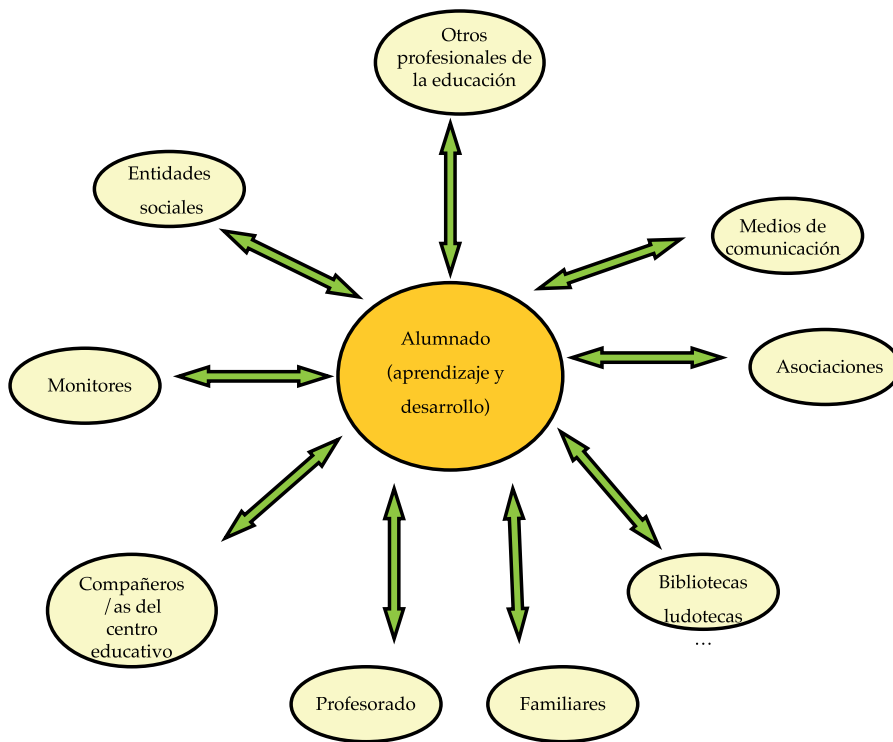 Otros
profesionales de
la educación
Entidades
sociales
Medios de
comunicación
Alumnado
(aprendizaje y
desarrollo)
Monitores
Asociaciones
Compañeros
/as del
centro
educativo
Bibliotecas
ludotecas
…
Profesorado
Familiares